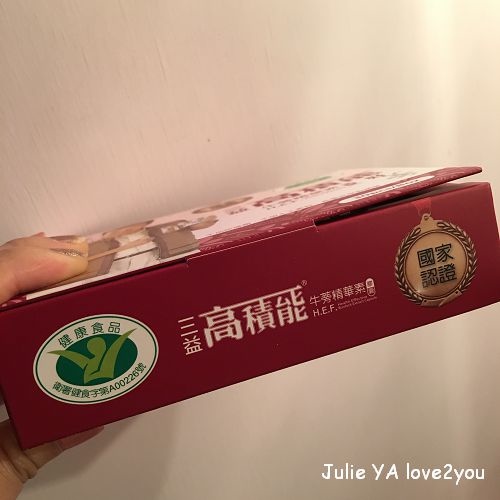 健康食品
衛署健食字第A00226號
三益
高積能®
牛蒡精華素
H.E.F.
國家
認證
Julie YA love2you